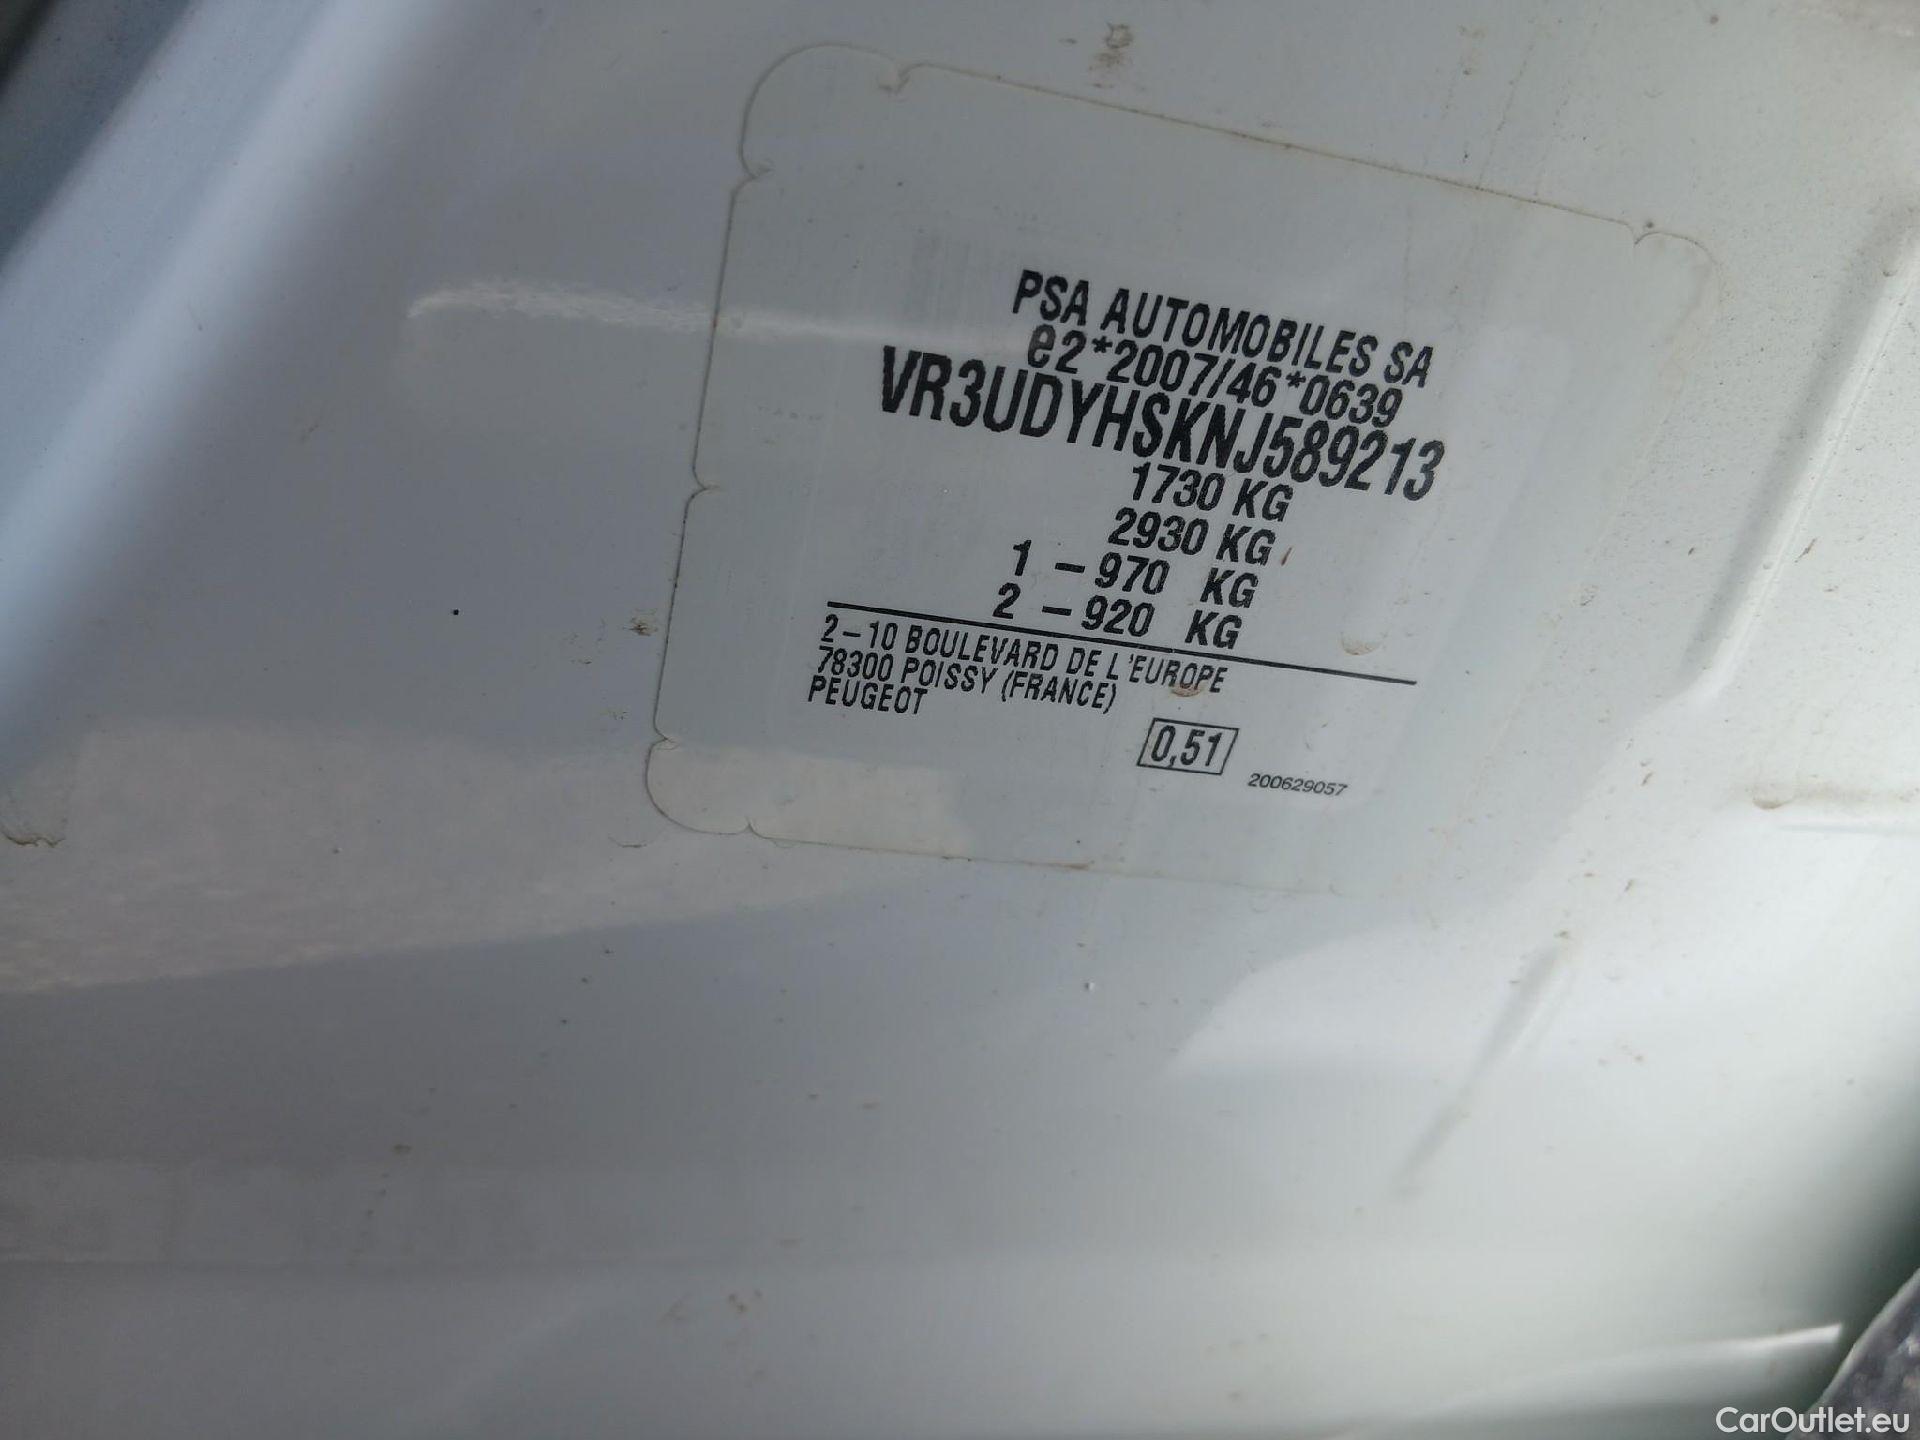 PSA AUTOMOBILES SA
e2*2007/46*0639
VR3UDYHSKNJ589213
1730 KG
2930 KG
1 – 970 KG
2 – 920 KG
2–10 BOULEVARD DE L'EUROPE
78300 POISSY (FRANCE)
PEUGEOT
0,51
200629057
CarOutlet.eu